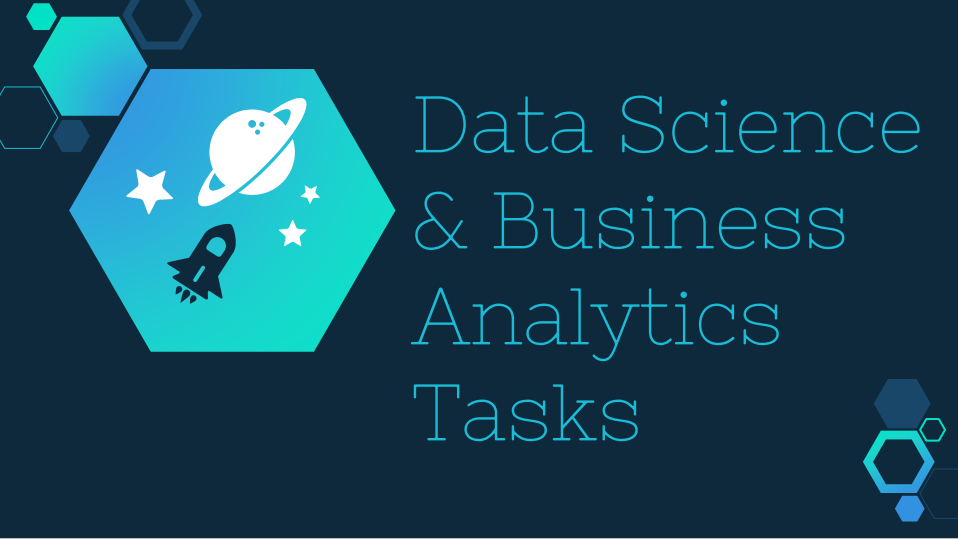 Data Science
& Business
Analytics
Tasks